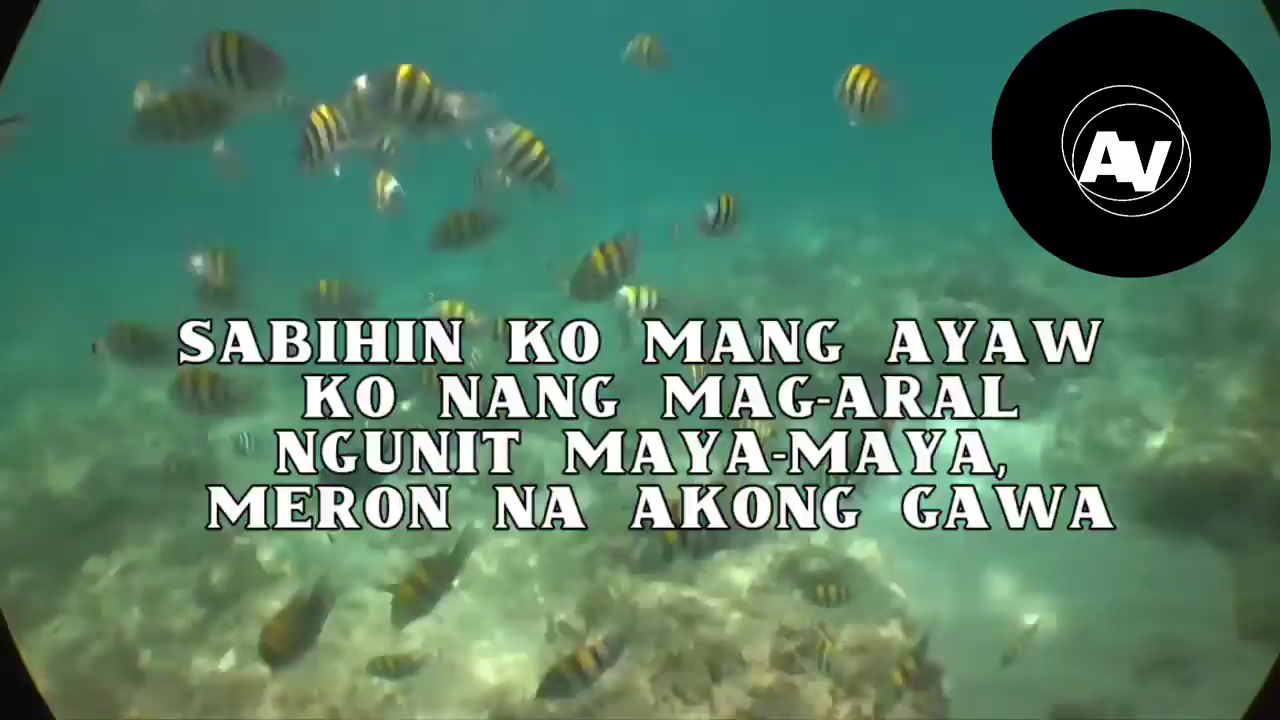 AV
SABIHIN KO MANG AYAW
KO NANG MAG-ARAL
NGUNIT MAYA-MAYA,
MERON NA AKONG GAWA